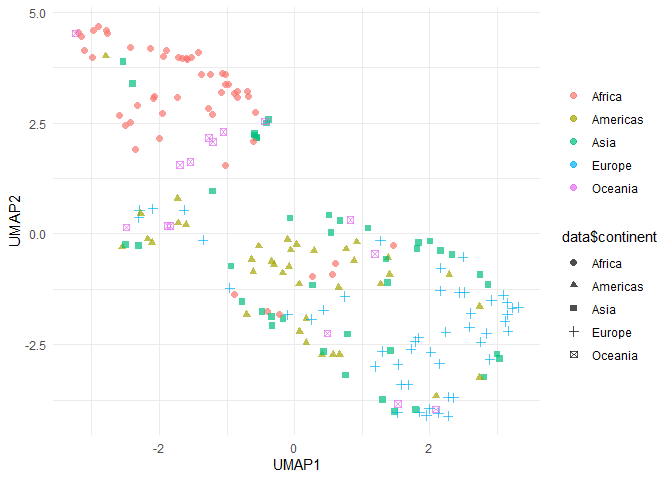 5.0
2.5
0.0
-2.5
UMAP2
-2
0
2
UMAP1
Africa
Americas
Asia
Europe
Oceania
data$continent
Africa
Americas
Asia
Europe
Oceania